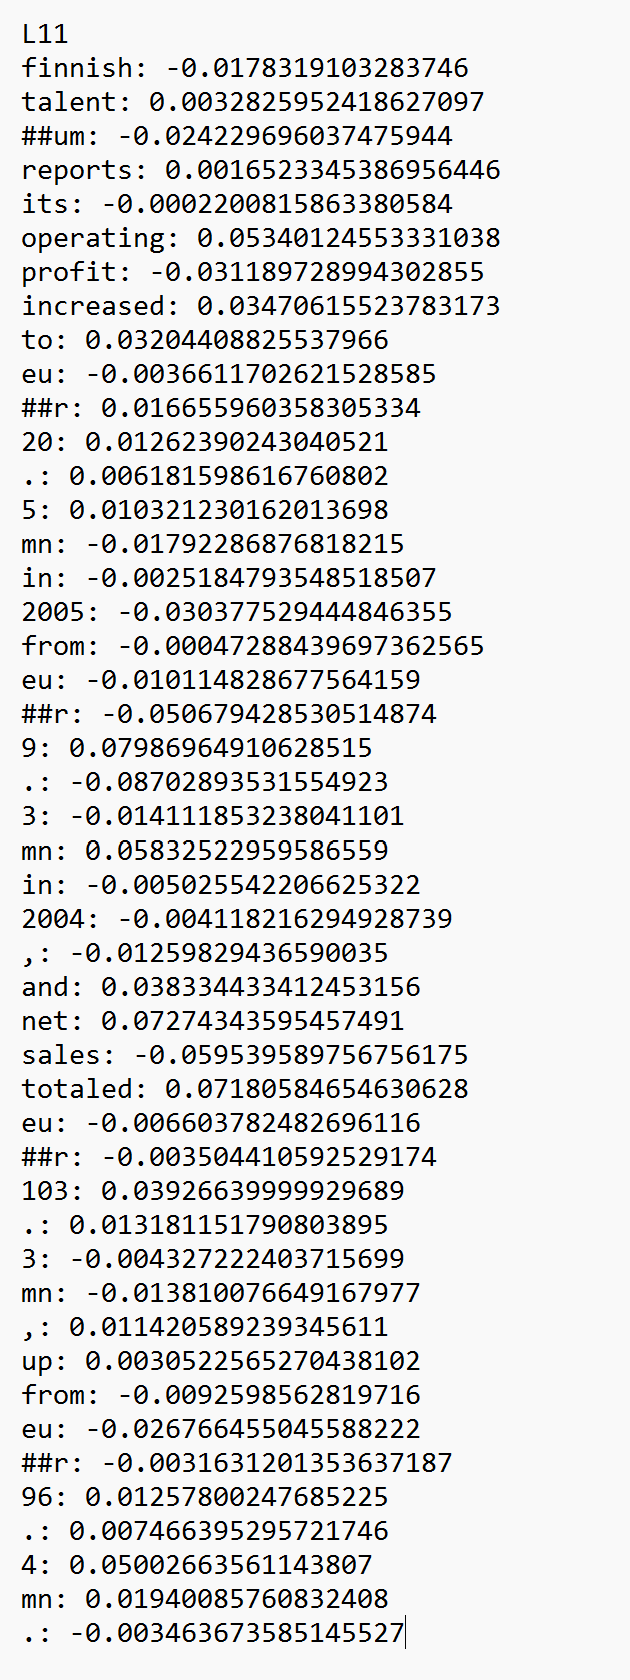 L11
finnish: -0.0178319103283746
talent: 0.0032825952418627097
##um: -0.024229696037475944
reports: 0.0016523345386956446
its: -0.0002200815863380584
operating: 0.05340124553331038
profit: -0.031189728994302855
increased: 0.03470615523783173
to: 0.03204408825537966
eu: -0.0036611702621528585
##r: 0.016655960358305334
20: 0.01262390243040521
.: 0.006181598616760802
5: 0.010321230162013698
mn: -0.01792286876818215
in: -0.0025184793548518507
2005: -0.030377529444846355
from: -0.00047288439697362565
eu: -0.010114828677564159
##r: -0.050679428530514874
9: 0.07986964910628515
.: -0.08702893531554923
3: -0.014111853238041101
mn: 0.05832522959586559
in: -0.005025542206625322
2004: -0.004118216294928739
,: -0.01259829436590035
and: 0.038334433412453156
net: 0.07274343595457491
sales: -0.059539589756756175
totaled: 0.07180584654630628
eu: -0.006603782482696116
##r: -0.003504410592529174
103: 0.03926639999929689
.: 0.013181151790803895
3: -0.004327222403715699
mn: -0.013810076649167977
,: 0.011420589239345611
up: 0.0030522565270438102
from: -0.0092598562819716
eu: -0.026766455045588222
##r: -0.0031631201353637187
96: 0.01257800247685225
.: 0.007466395295721746
4: 0.05002663561143807
mn: 0.01940085760832408
.: -0.003463673585145527